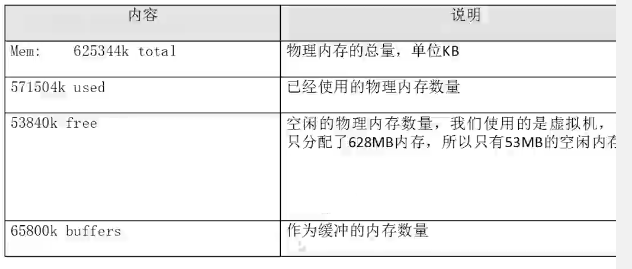 内容 说明
Mem: 625344k total 物理内存的总量，单位KB
571504k used 已经使用的物理内存数量
53840k free 空闲的物理内存数量，我们使用的是虚拟机，
只分配了628MB内存，所以只有53MB的空闲内存
65800k buffers 作为缓冲的内存数量